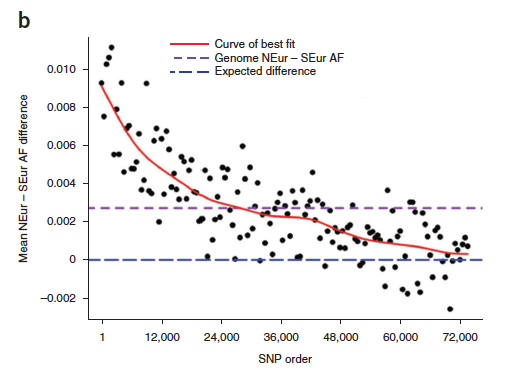 b
Curve of best fit
Genome NEur – SEur AF
Expected difference
Mean NEur – SEur AF difference
0.010
0.008
0.006
0.004
0.002
0
–0.002
1 12,000 24,000 36,000 48,000 60,000 72,000
SNP order